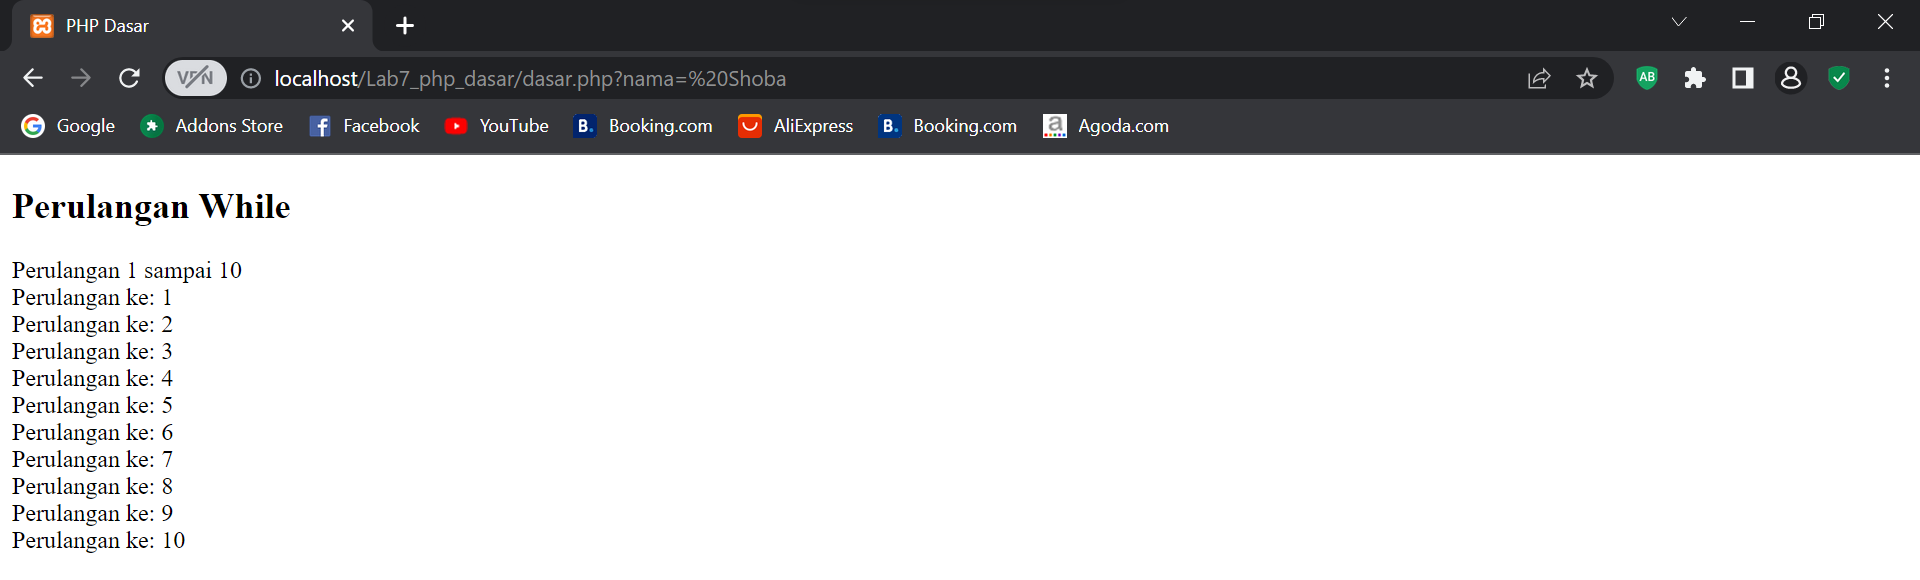 PHP Dasar
VPN localhost/Lab7_php_dasar/dasar.php?nama=%20Shoba AB
Google Addons Store Facebook YouTube B. Booking.com AliExpress B. Booking.com a Agoda.com
Perulangan While
Perulangan 1 sampai 10
Perulangan ke: 1
Perulangan ke: 2
Perulangan ke: 3
Perulangan ke: 4
Perulangan ke: 5
Perulangan ke: 6
Perulangan ke: 7
Perulangan ke: 8
Perulangan ke: 9
Perulangan ke: 10